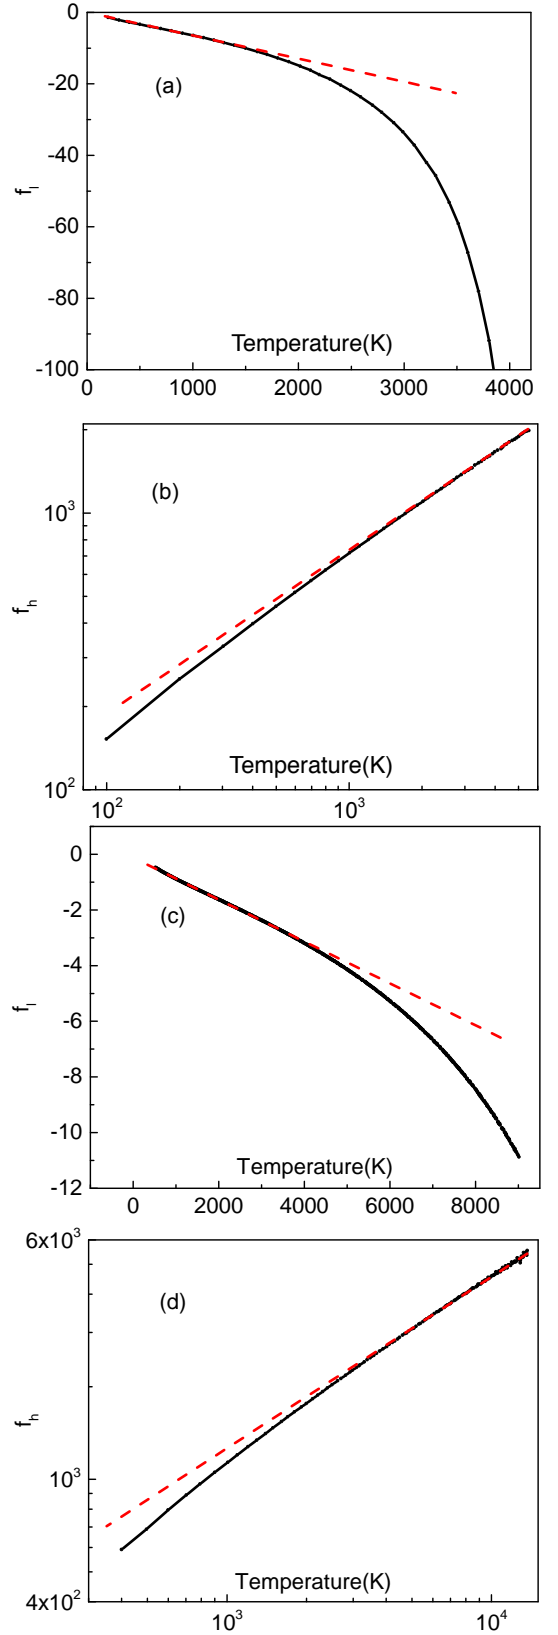 0
(a)
-20
-40
f_l
-60
-80
Temperature(K)
-100
0 1000 2000 3000 4000
(b)
10^3
f_h
Temperature(K)
10^2
10^2 10^3
0
(c)
-2
-4
f_l
-6
-8
-10
Temperature(K)
-12
0 2000 4000 6000 8000
6x10^3
(d)
f_h
10^3
Temperature(K)
4x10^2
10^3 10^4